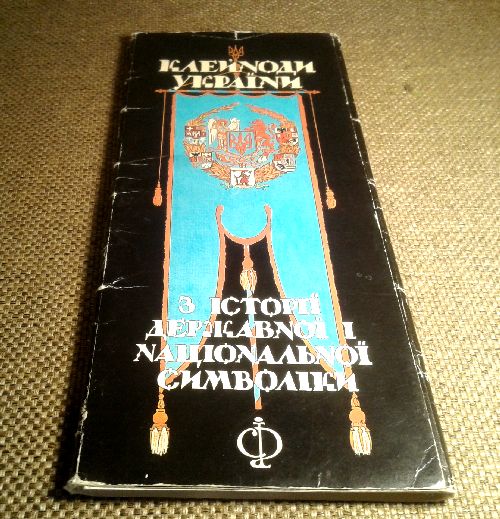 КЛЕЙНОДИ
УКРАЇНИ
З ІСТОРІЇ
ДЕРЖАВНОЇ І
НАЦІОНАЛЬНОЇ
СИМВОЛІКИ